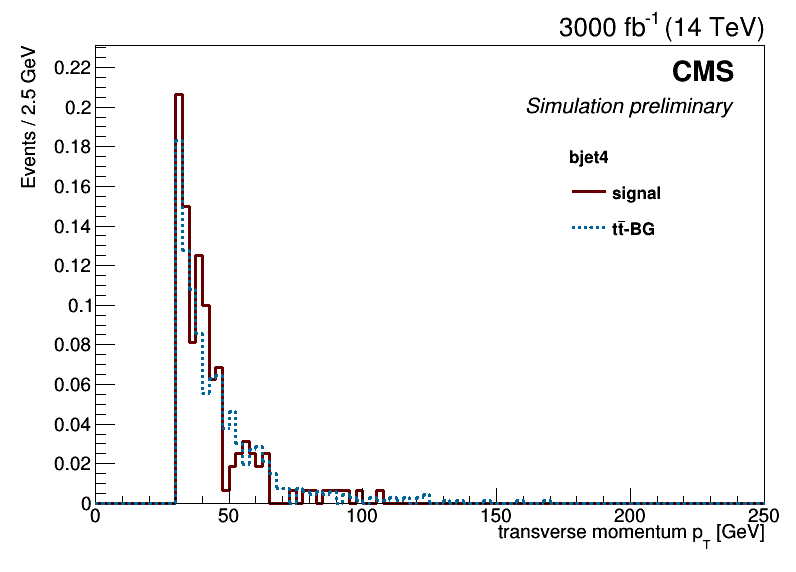 3000 fb⁻¹ (14 TeV)
Events / 2.5 GeV
CMS
Simulation preliminary
bjet4
signal
tt̄-BG
0.22
0.2
0.18
0.16
0.14
0.12
0.1
0.08
0.06
0.04
0.02
0
0 50 100 150 200 250
transverse momentum p_T [GeV]